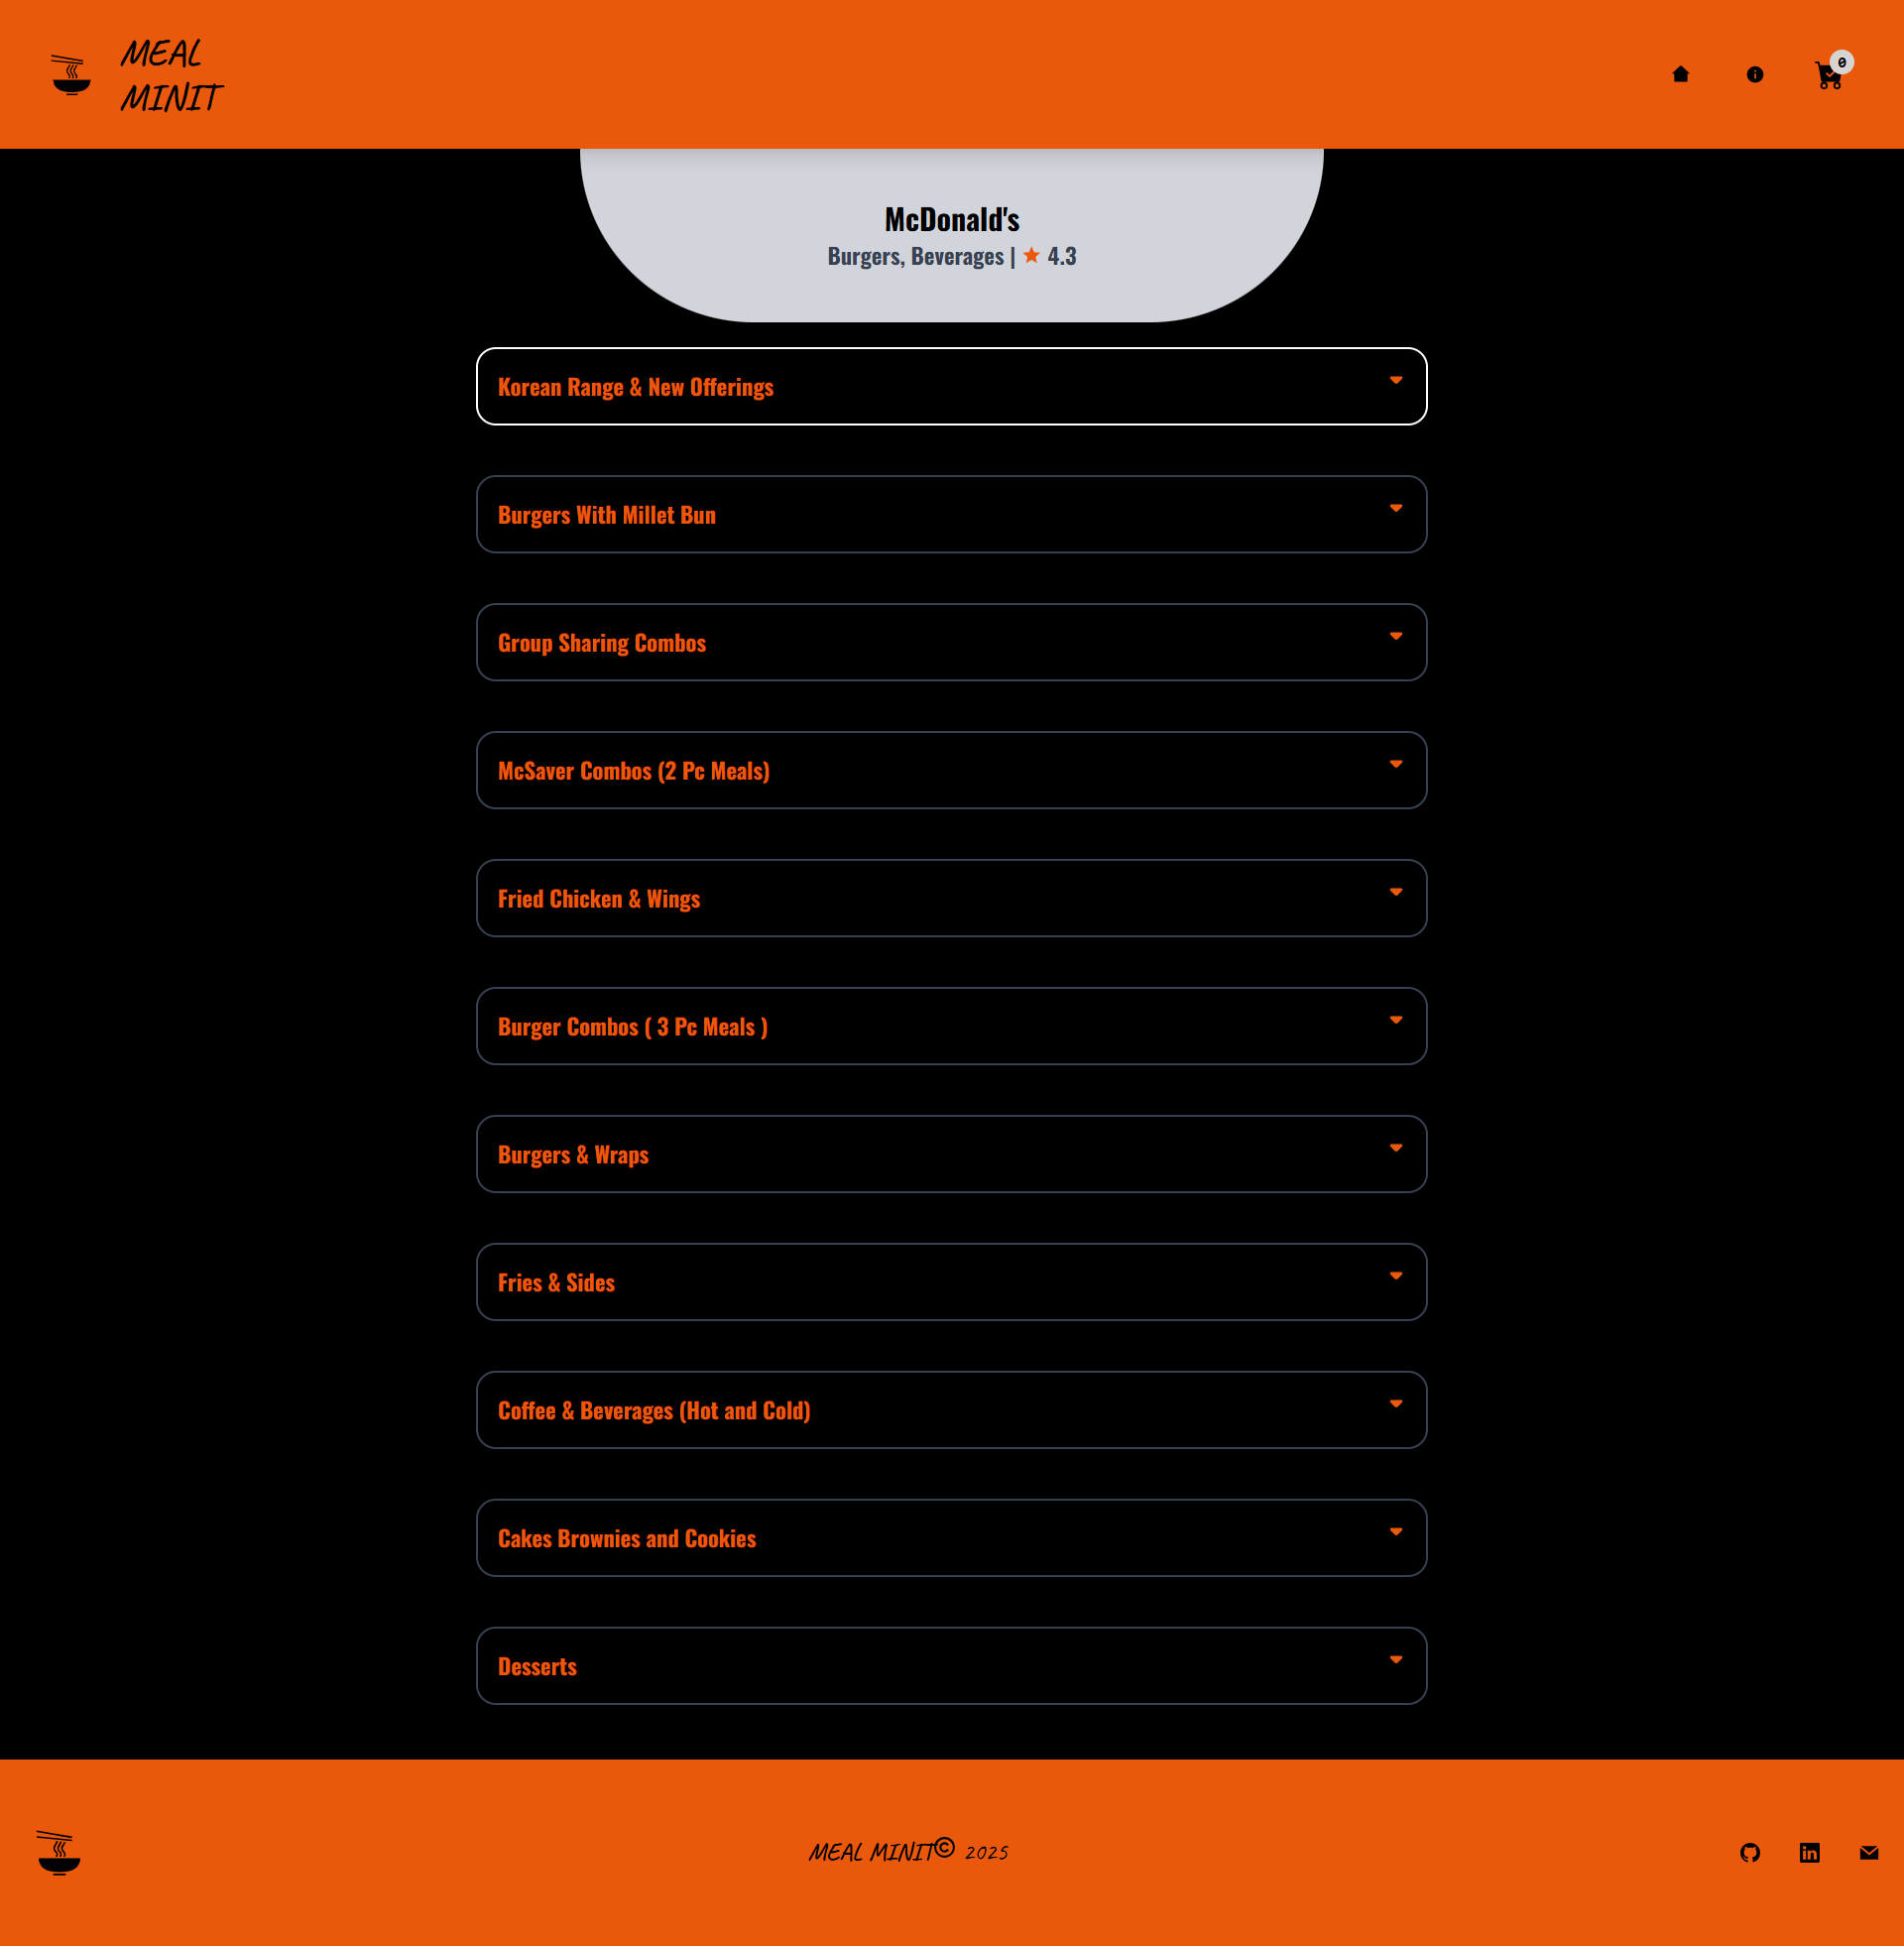 MEAL
MINIT
0
McDonald's
Burgers, Beverages | ★ 4.3
Korean Range & New Offerings
Burgers With Millet Bun
Group Sharing Combos
McSaver Combos (2 Pc Meals)
Fried Chicken & Wings
Burger Combos ( 3 Pc Meals )
Burgers & Wraps
Fries & Sides
Coffee & Beverages (Hot and Cold)
Cakes Brownies and Cookies
Desserts
MEAL MINIT© 2025